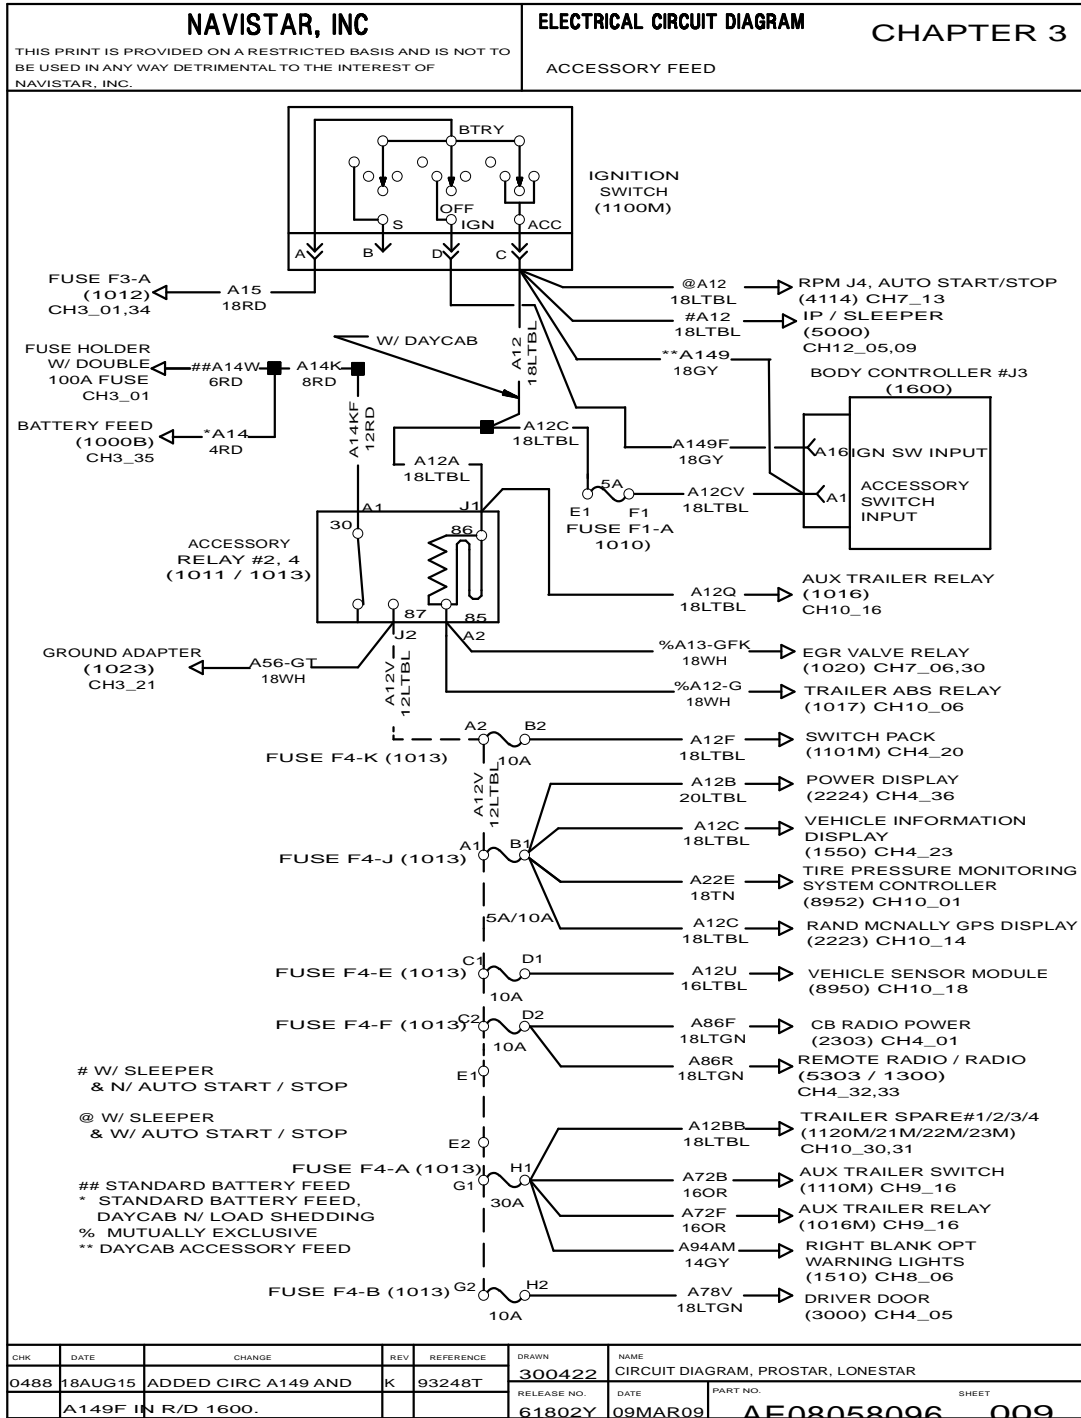 NAVISTAR, INC
THIS PRINT IS PROVIDED ON A RESTRICTED BASIS AND IS NOT TO
BE USED IN ANY WAY DETRIMENTAL TO THE INTEREST OF
NAVISTAR, INC.
ELECTRICAL CIRCUIT DIAGRAM
ACCESSORY FEED
CHAPTER 3
BTRY
OFF
S
IGN
ACC
A
B
D
C
IGNITION
SWITCH
(1100M)
FUSE F3-A
(1012)
CH3_01,34
A15
18RD
@A12
18LTBL
RPM J4, AUTO START/STOP
(4114) CH7_13
#A12
18LTBL
IP / SLEEPER
(5000)
CH12_05,09
FUSE HOLDER
W/ DOUBLE
100A FUSE
CH3_01
##A14W
6RD
A14K
8RD
W/ DAYCAB
A12
18LTBL
**A149
18GY
BODY CONTROLLER #J3
(1600)
BATTERY FEED
(1000B)
CH3_35
*A14
4RD
A14KF
12RD
A12C
18LTBL
A149F
18GY
A16
IGN SW INPUT
A12A
18LTBL
5A
E1
F1
FUSE F1-A
1010)
A12CV
18LTBL
A1
ACCESSORY
SWITCH
INPUT
A1
J1
30
86
ACCESSORY
RELAY #2, 4
(1011 / 1013)
87
85
J2
A2
A12Q
18LTBL
AUX TRAILER RELAY
(1016)
CH10_16
GROUND ADAPTER
(1023)
CH3_21
A56-GT
18WH
A12V
12LTBL
%A13-GFK
18WH
EGR VALVE RELAY
(1020) CH7_06,30
%A12-G
18WH
TRAILER ABS RELAY
(1017) CH10_06
A2
B2
FUSE F4-K (1013)
10A
A12F
18LTBL
SWITCH PACK
(1101M) CH4_20
A12V
12LTBL
A12B
20LTBL
POWER DISPLAY
(2224) CH4_36
A12C
18LTBL
VEHICLE INFORMATION
DISPLAY
(1550) CH4_23
FUSE F4-J (1013)
A1
B1
5A/10A
A22E
18TN
TIRE PRESSURE MONITORING
SYSTEM CONTROLLER
(8952) CH10_01
A12C
18LTBL
RAND MCNALLY GPS DISPLAY
(2223) CH10_14
FUSE F4-E (1013)
C1
D1
10A
A12U
16LTBL
VEHICLE SENSOR MODULE
(8950) CH10_18
FUSE F4-F (1013)
C2
D2
10A
A86F
18LTGN
CB RADIO POWER
(2303) CH4_01
A86R
18LTGN
REMOTE RADIO / RADIO
(5303 / 1300)
CH4_32,33
E1
# W/ SLEEPER
& N/ AUTO START / STOP
@ W/ SLEEPER
& W/ AUTO START / STOP
E2
A12BB
18LTBL
TRAILER SPARE#1/2/3/4
(1120M/21M/22M/23M)
CH10_30,31
FUSE F4-A (1013)
G1
H1
30A
A72B
16OR
AUX TRAILER SWITCH
(1110M) CH9_16
A72F
16OR
AUX TRAILER RELAY
(1016M) CH9_16
A94AM
14GY
RIGHT BLANK OPT
WARNING LIGHTS
(1510) CH8_06
## STANDARD BATTERY FEED
* STANDARD BATTERY FEED,
DAYCAB N/ LOAD SHEDDING
% MUTUALLY EXCLUSIVE
** DAYCAB ACCESSORY FEED
FUSE F4-B (1013)
G2
H2
10A
A78V
18LTGN
DRIVER DOOR
(3000) CH4_05
CHK DATE CHANGE REV REFERENCE
0488 18AUG15 ADDED CIRC A149 AND K 93248T
A149F IN R/D 1600.
DRAWN
300422
NAME
CIRCUIT DIAGRAM, PROSTAR, LONESTAR
RELEASE NO.
61802Y
DATE
09MAR09
PART NO.
AE08058096
SHEET
009